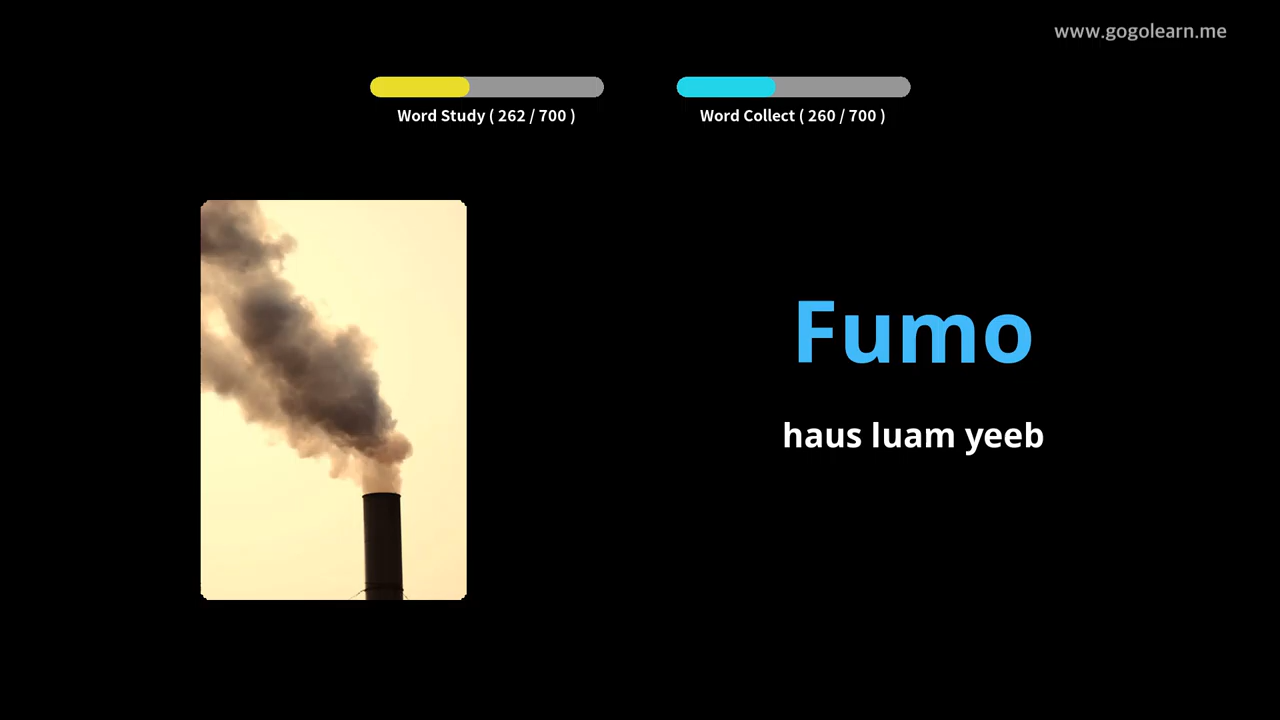 www.gogolearn.me
Word Study ( 262 / 700 )
Word Collect ( 260 / 700 )
Fumo
haus luam yeeb